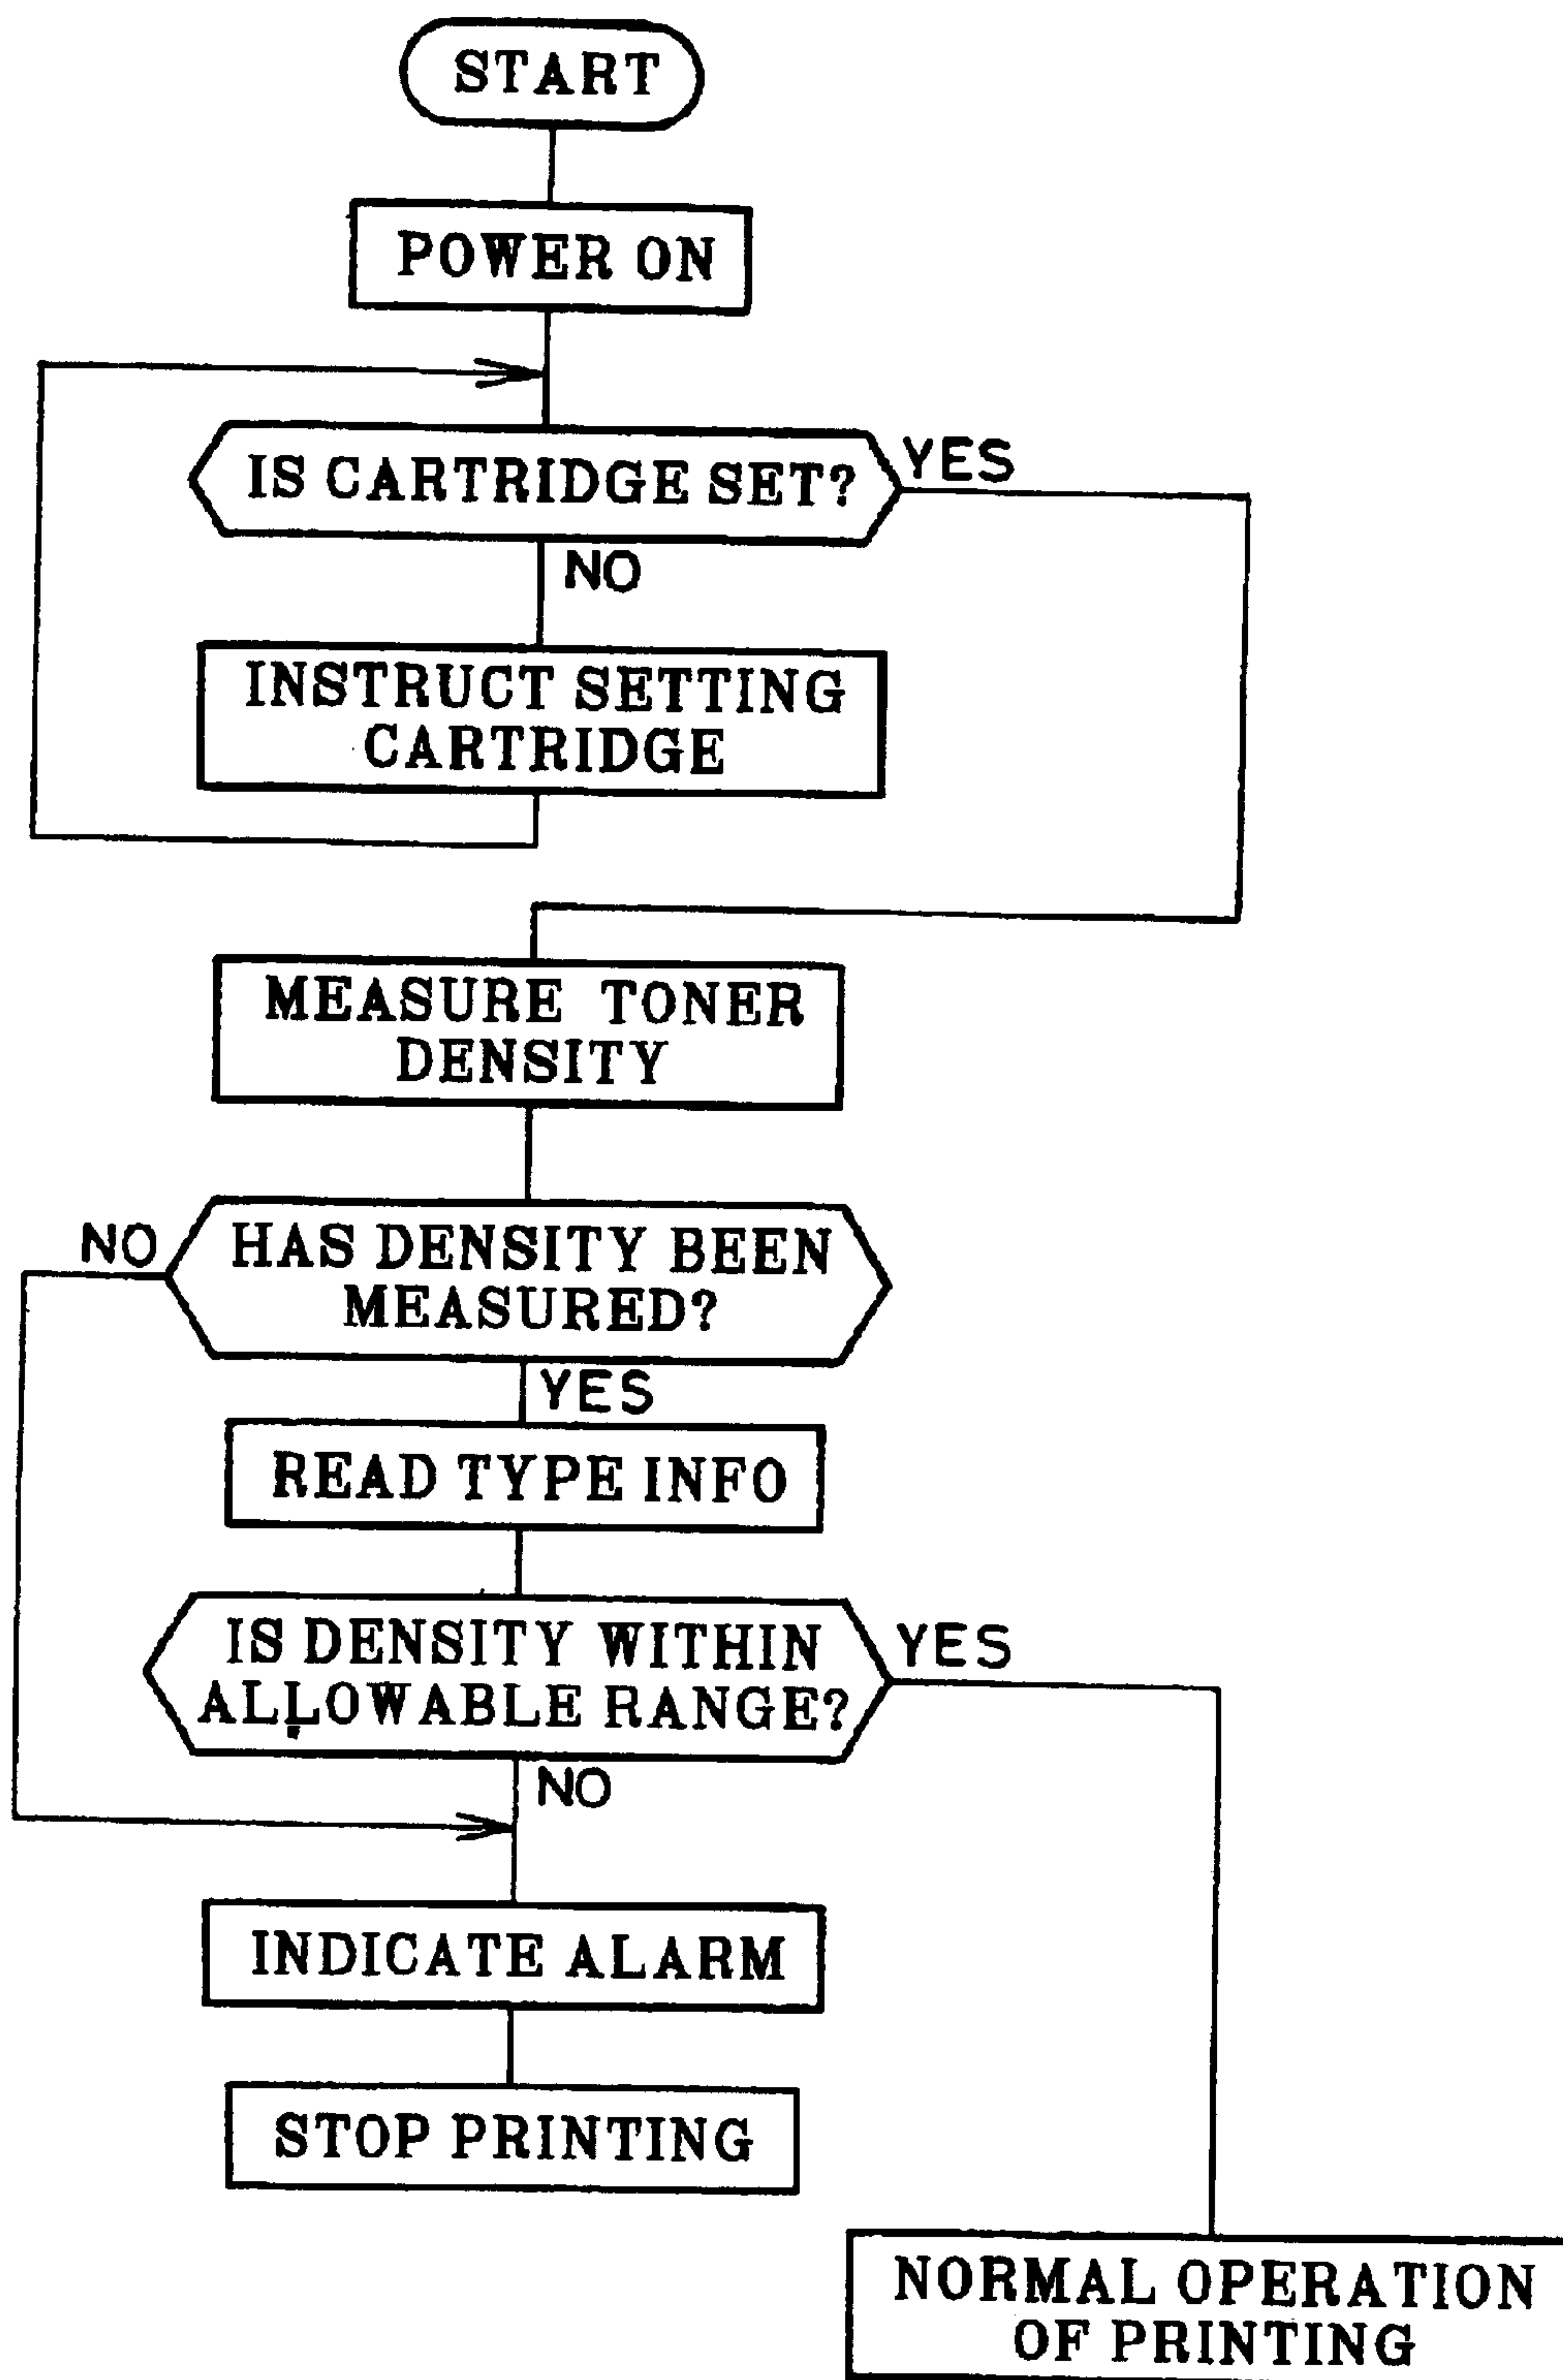 START
POWER ON
IS CARTRIDGE SET?
YES
NO
INSTRUCT SETTING
CARTRIDGE
MEASURE TONER
DENSITY
NO
HAS DENSITY BEEN
MEASURED?
YES
READ TYPE INFO
IS DENSITY WITHIN
ALLOWABLE RANGE?
YES
NO
INDICATE ALARM
STOP PRINTING
NORMAL OPERATION
OF PRINTING